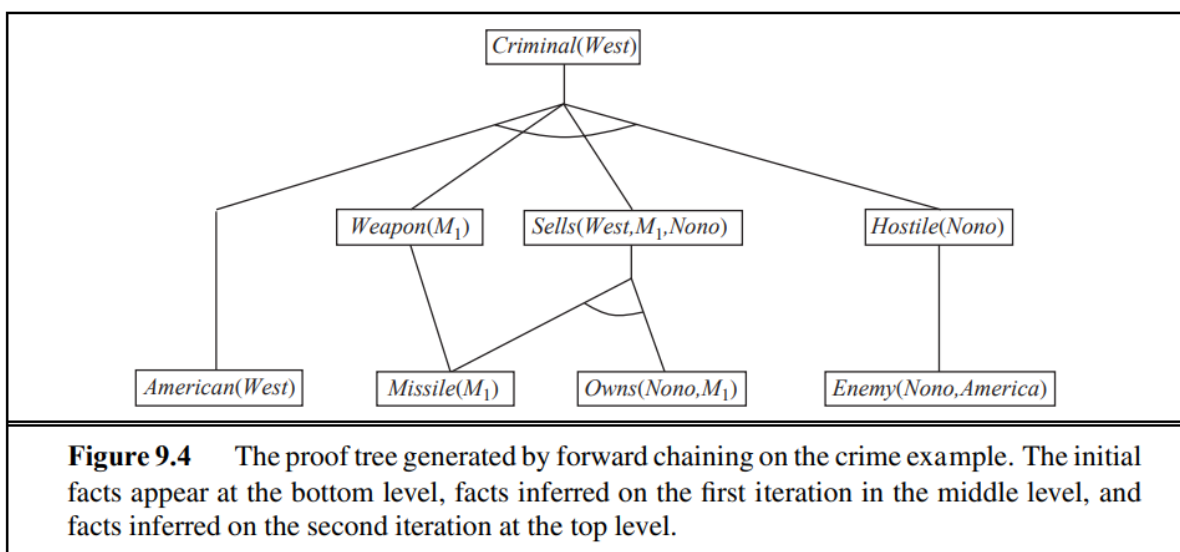 Criminal(West)
Weapon(M₁) Sells(West,M₁,Nono) Hostile(Nono)
American(West) Missile(M₁) Owns(Nono,M₁) Enemy(Nono,America)
Figure 9.4 The proof tree generated by forward chaining on the crime example. The initial
facts appear at the bottom level, facts inferred on the first iteration in the middle level, and
facts inferred on the second iteration at the top level.